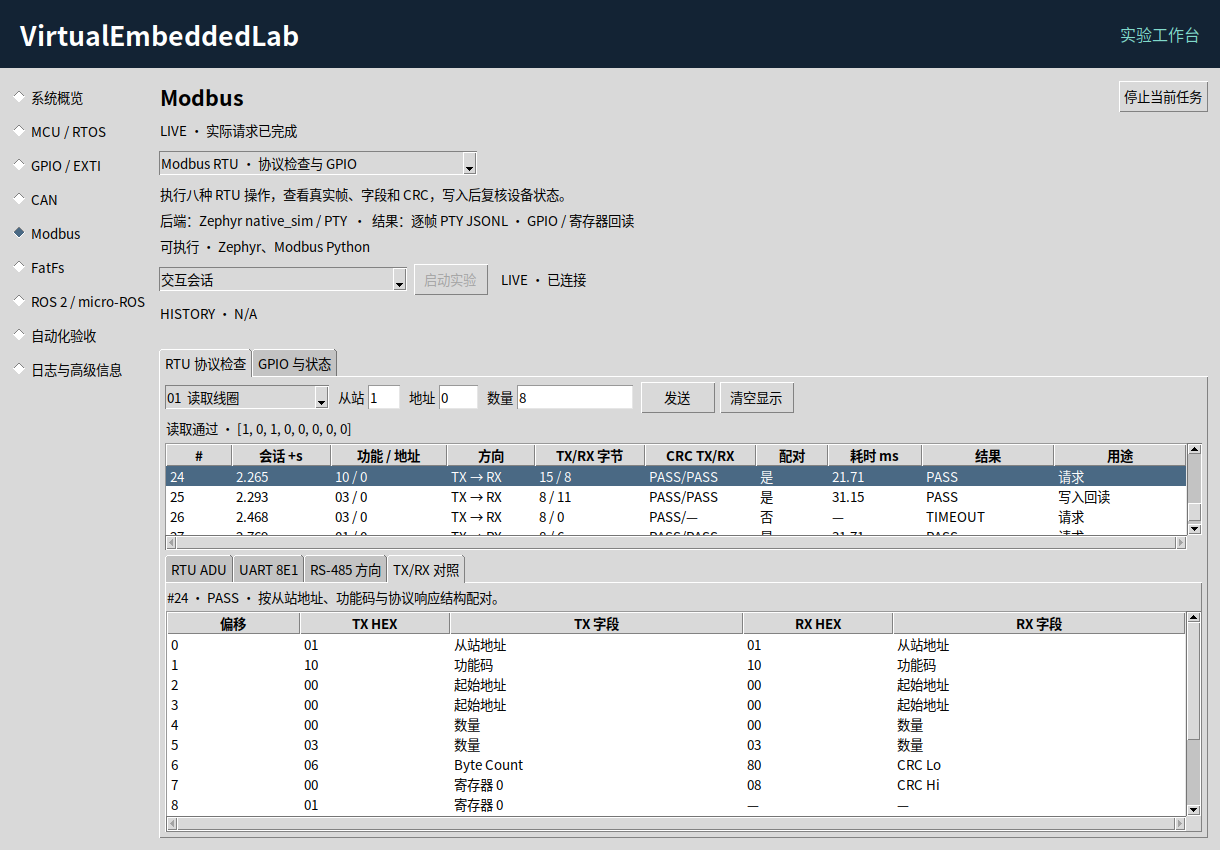 VirtualEmbeddedLab
实验工作台
系统概览
MCU / RTOS
GPIO / EXTI
CAN
Modbus
FatFs
ROS 2 / micro-ROS
自动化验收
日志与高级信息
Modbus
停止当前任务
LIVE · 实际请求已完成
Modbus RTU · 协议检查与 GPIO
执行八种 RTU 操作，查看真实帧、字段和 CRC，写入后复核设备状态。
后端：Zephyr native_sim / PTY · 结果：逐帧 PTY JSONL · GPIO / 寄存器回读
可执行 · Zephyr、Modbus Python
交互会话 启动实验 LIVE · 已连接
HISTORY · N/A
RTU 协议检查 GPIO 与状态
01 读取线圈 从站 1 地址 0 数量 8 发送 清空显示
读取通过 · [1, 0, 1, 0, 0, 0, 0, 0]
# 会话 +s 功能 / 地址 方向 TX/RX 字节 CRC TX/RX 配对 耗时 ms 结果 用途
24 2.265 10 / 0 TX → RX 15 / 8 PASS/PASS 是 21.71 PASS 请求
25 2.293 03 / 0 TX → RX 8 / 11 PASS/PASS 是 31.15 PASS 写入回读
26 2.468 03 / 0 TX → RX 8 / 0 PASS/— 否 — TIMEOUT 请求
RTU ADU UART 8E1 RS-485 方向 TX/RX 对照
#24 · PASS · 按从站地址、功能码与协议响应结构配对。
偏移 TX HEX TX 字段 RX HEX RX 字段
0 01 从站地址 01 从站地址
1 10 功能码 10 功能码
2 00 起始地址 00 起始地址
3 00 起始地址 00 起始地址
4 00 数量 00 数量
5 03 数量 03 数量
6 06 Byte Count 80 CRC Lo
7 00 寄存器 0 08 CRC Hi
8 01 寄存器 0 — —